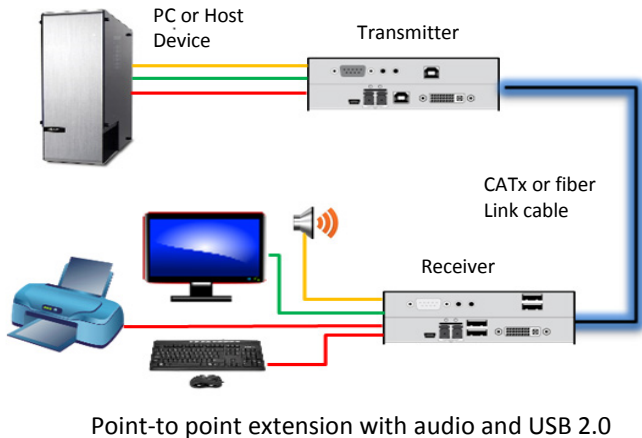 PC or Host
Device
Transmitter
CATx or fiber
Link cable
Receiver
Point-to point extension with audio and USB 2.0